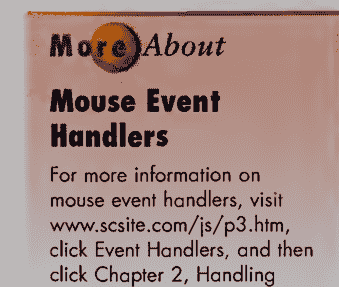 More About
Mouse Event
Handlers
For more information on
mouse event handlers, visit
www.scsite.com/js/p3.htm,
click Event Handlers, and then
click Chapter 2, Handling